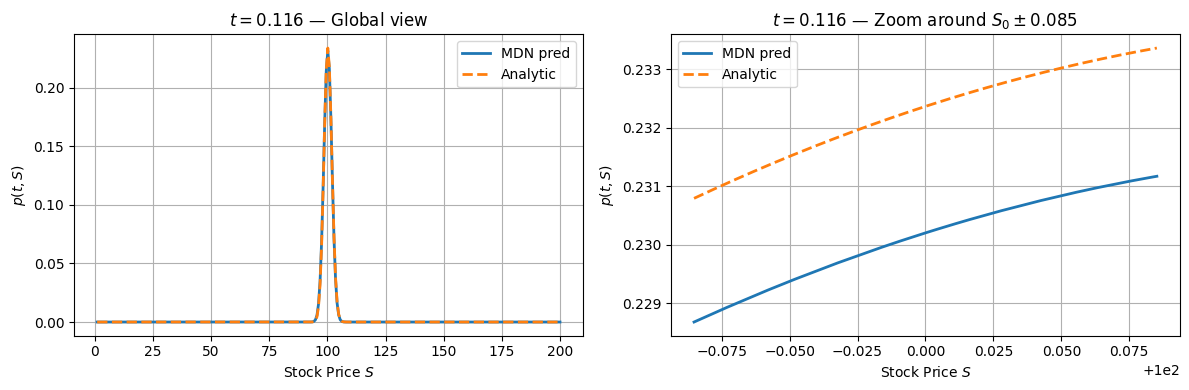 t = 0.116 — Global view
p(t, S)
0.20
0.15
0.10
0.05
0.00
0 25 50 75 100 125 150 175 200
Stock Price S
MDN pred
Analytic
t = 0.116 — Zoom around S₀ ± 0.085
p(t, S)
0.233
0.232
0.231
0.230
0.229
−0.075 −0.050 −0.025 0.000 0.025 0.050 0.075
+1e2
Stock Price S
MDN pred
Analytic